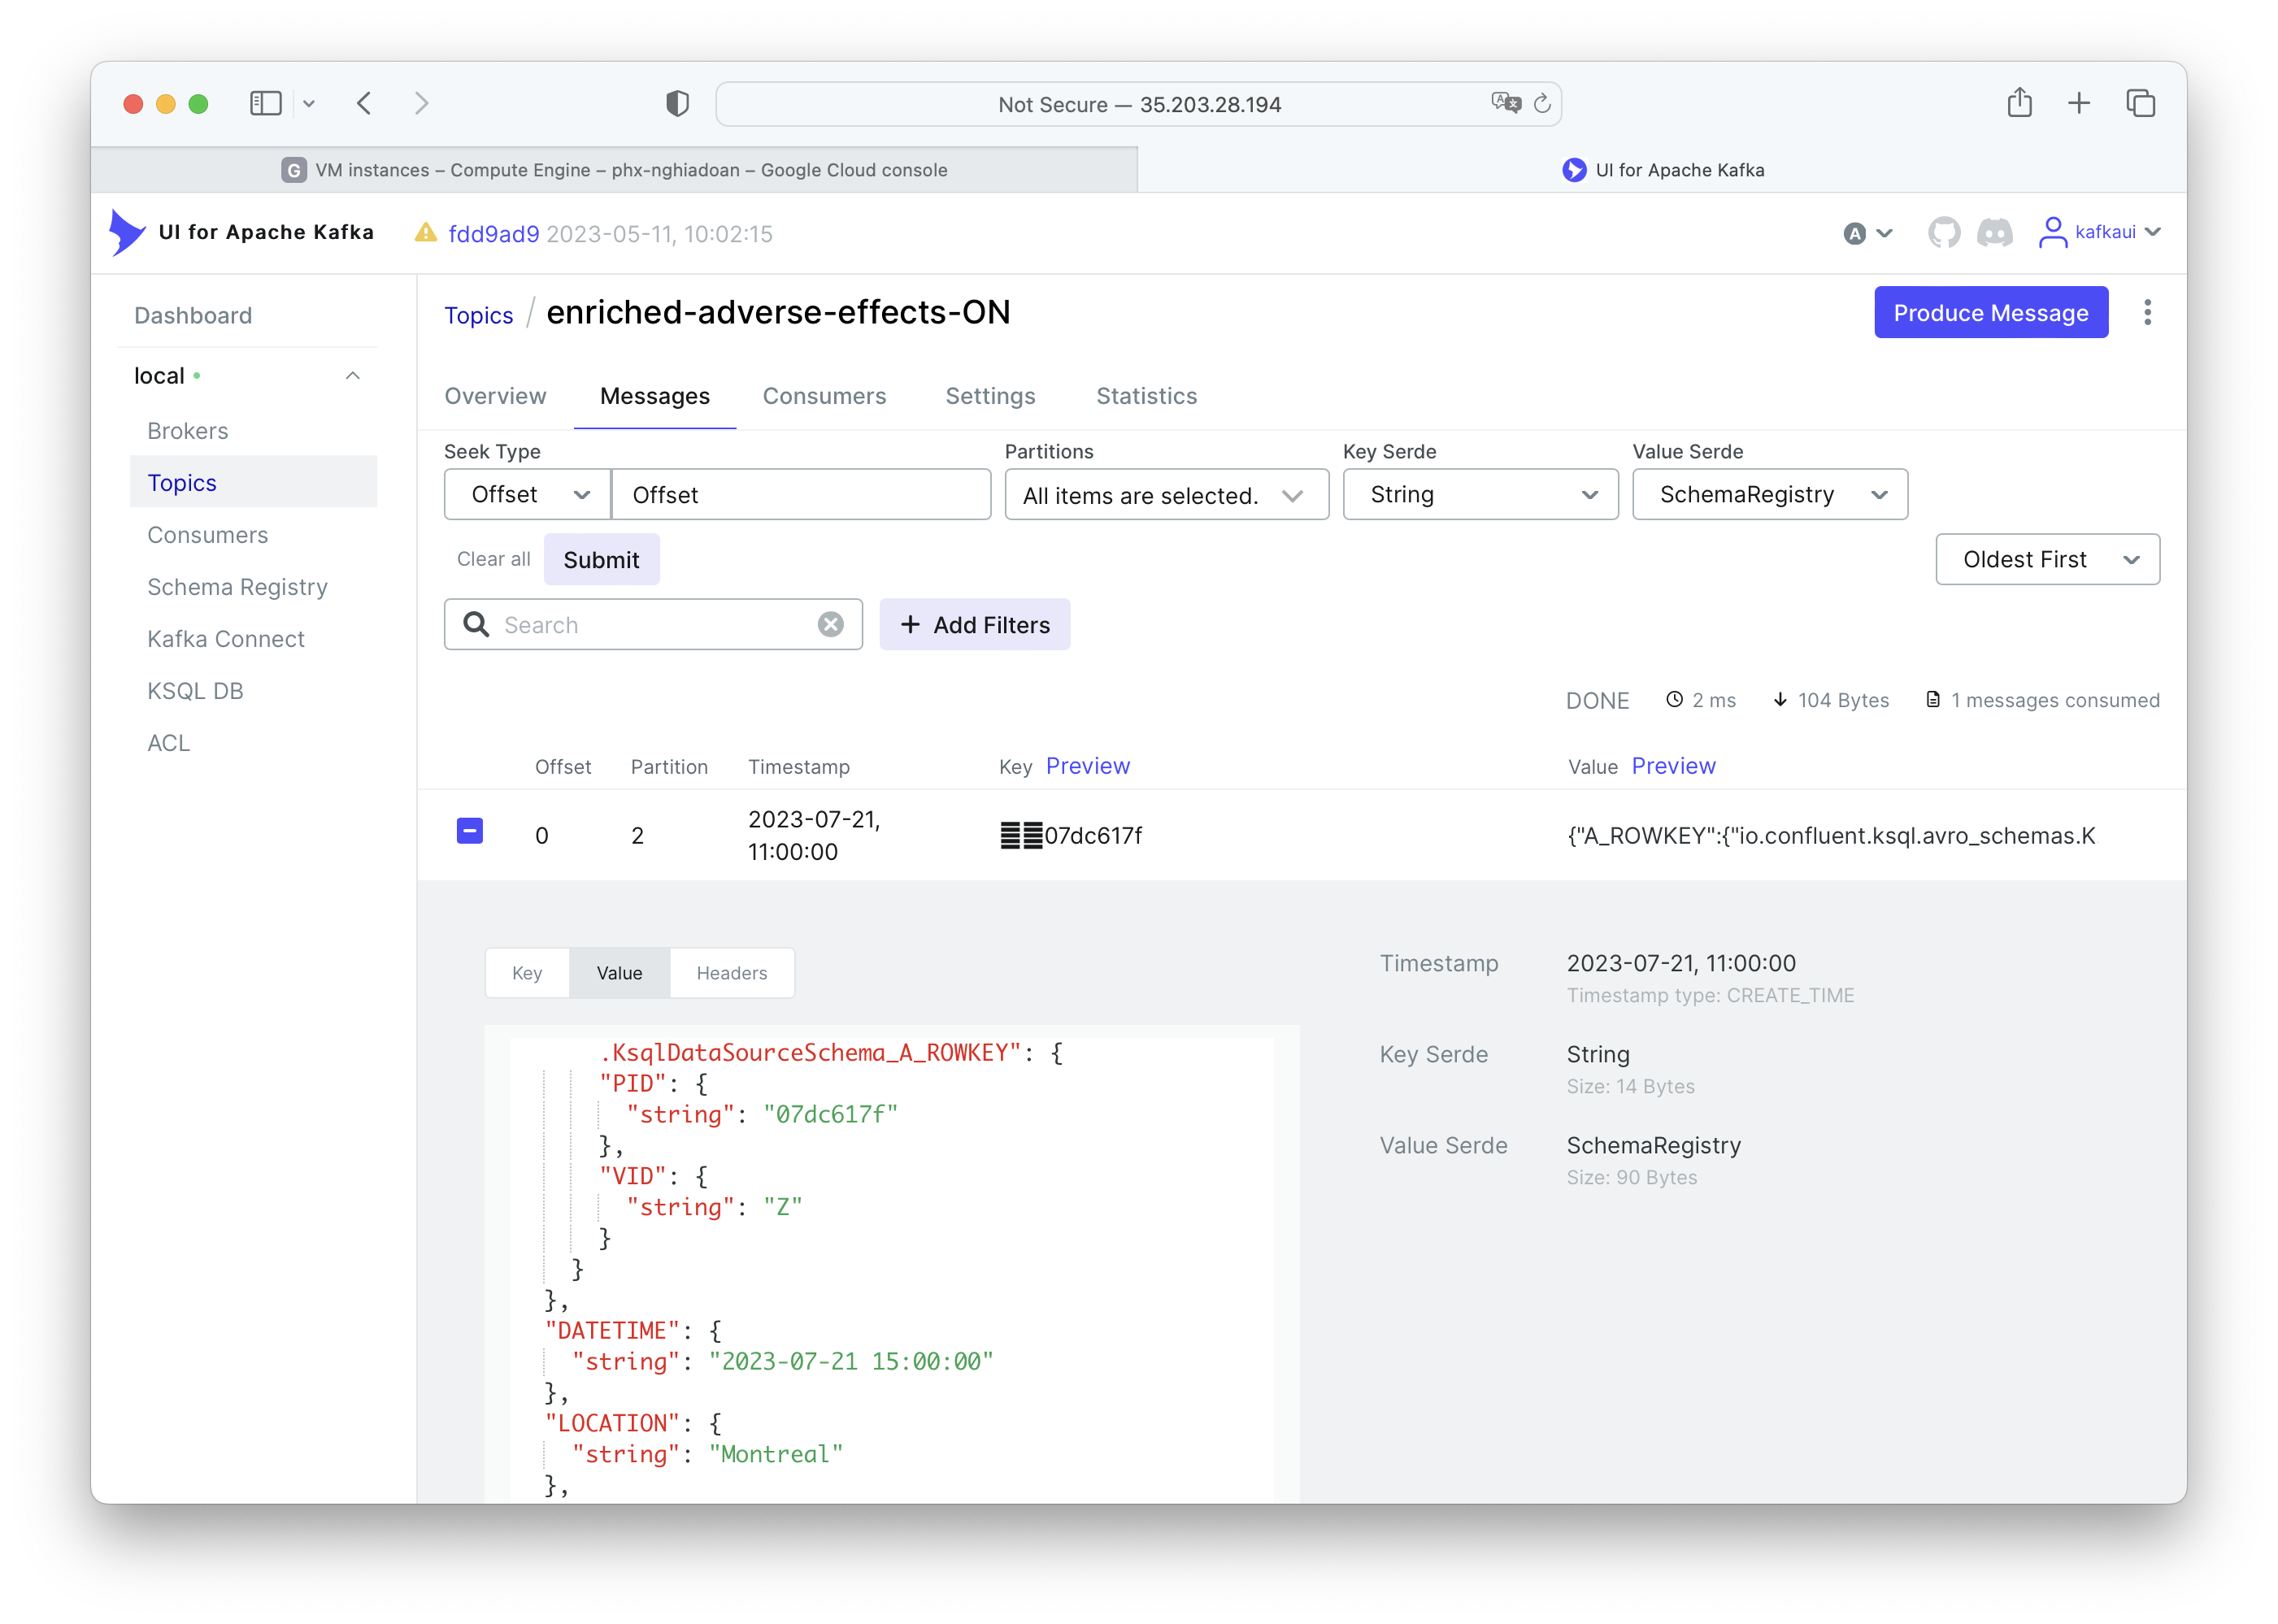 Not Secure — 35.203.28.194
G VM instances – Compute Engine – phx-nghiadoan – Google Cloud console
UI for Apache Kafka
UI for Apache Kafka
fdd9ad9 2023-05-11, 10:02:15
A
kafkaui
Dashboard
local
Brokers
Topics
Consumers
Schema Registry
Kafka Connect
KSQL DB
ACL
Topics / enriched-adverse-effects-ON
Produce Message
Overview Messages Consumers Settings Statistics
Seek Type Partitions Key Serde Value Serde
Offset Offset All items are selected. String SchemaRegistry
Clear all Submit Oldest First
Search + Add Filters
DONE 2 ms 104 Bytes 1 messages consumed
Offset Partition Timestamp Key Preview Value Preview
0 2 2023-07-21, 11:00:00 07dc617f {"A_ROWKEY":{"io.confluent.ksql.avro_schemas.K
Key Value Headers
.KsqlDataSourceSchema_A_ROWKEY": {
"PID": {
"string": "07dc617f"
},
"VID": {
"string": "Z"
}
}
},
"DATETIME": {
"string": "2023-07-21 15:00:00"
},
"LOCATION": {
"string": "Montreal"
},
Timestamp 2023-07-21, 11:00:00
Timestamp type: CREATE_TIME
Key Serde String
Size: 14 Bytes
Value Serde SchemaRegistry
Size: 90 Bytes